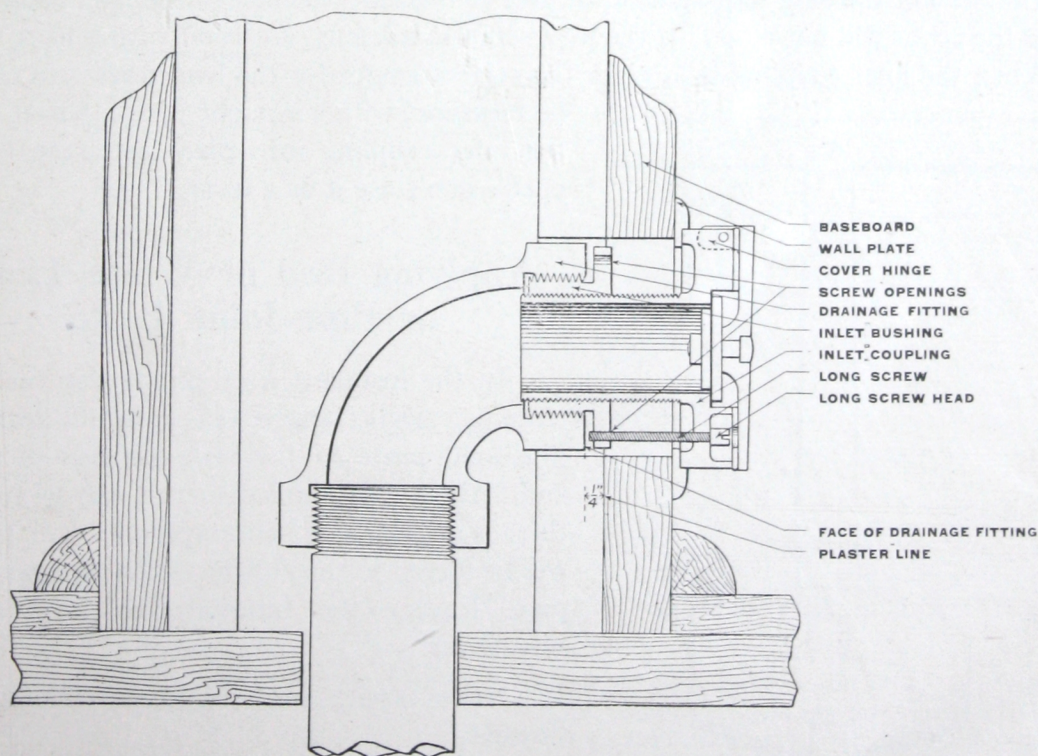 BASEBOARD
WALL PLATE
COVER HINGE
SCREW OPENINGS
DRAINAGE FITTING
INLET BUSHING
INLET COUPLING
LONG SCREW
LONG SCREW HEAD
1"
4
FACE OF DRAINAGE FITTING
PLASTER LINE